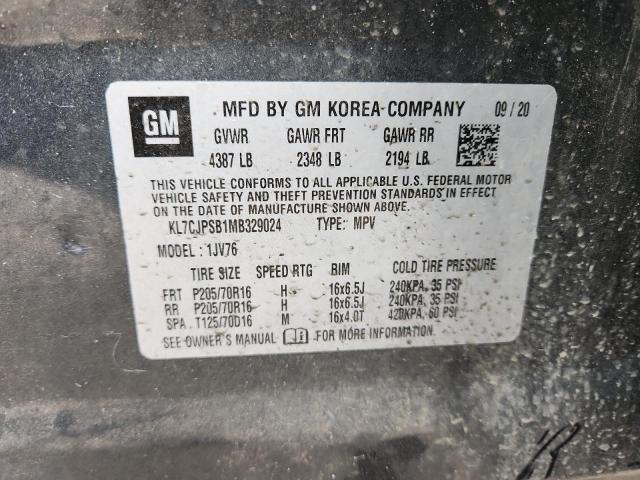 GM MFD BY GM KOREA COMPANY 09/20
GVWR GAWR FRT GAWR RR
4387 LB 2348 LB 2194 LB
THIS VEHICLE CONFORMS TO ALL APPLICABLE U.S. FEDERAL MOTOR
VEHICLE SAFETY AND THEFT PREVENTION STANDARDS IN EFFECT
ON THE DATE OF MANUFACTURE SHOWN ABOVE.
KL7CJPSB1MB329024 TYPE: MPV
MODEL: 1JV76
TIRE SIZE SPEED RTG BIM COLD TIRE PRESSURE
FRT P205/70R16 H 16x6.5J 240KPA, 35 PSI
RR P205/70R16 H 16x6.5J 240KPA, 35 PSI
SPA. T125/70D16 M 16x4.0T 420KPA, 60 PSI
SEE OWNER'S MANUAL FOR MORE INFORMATION.